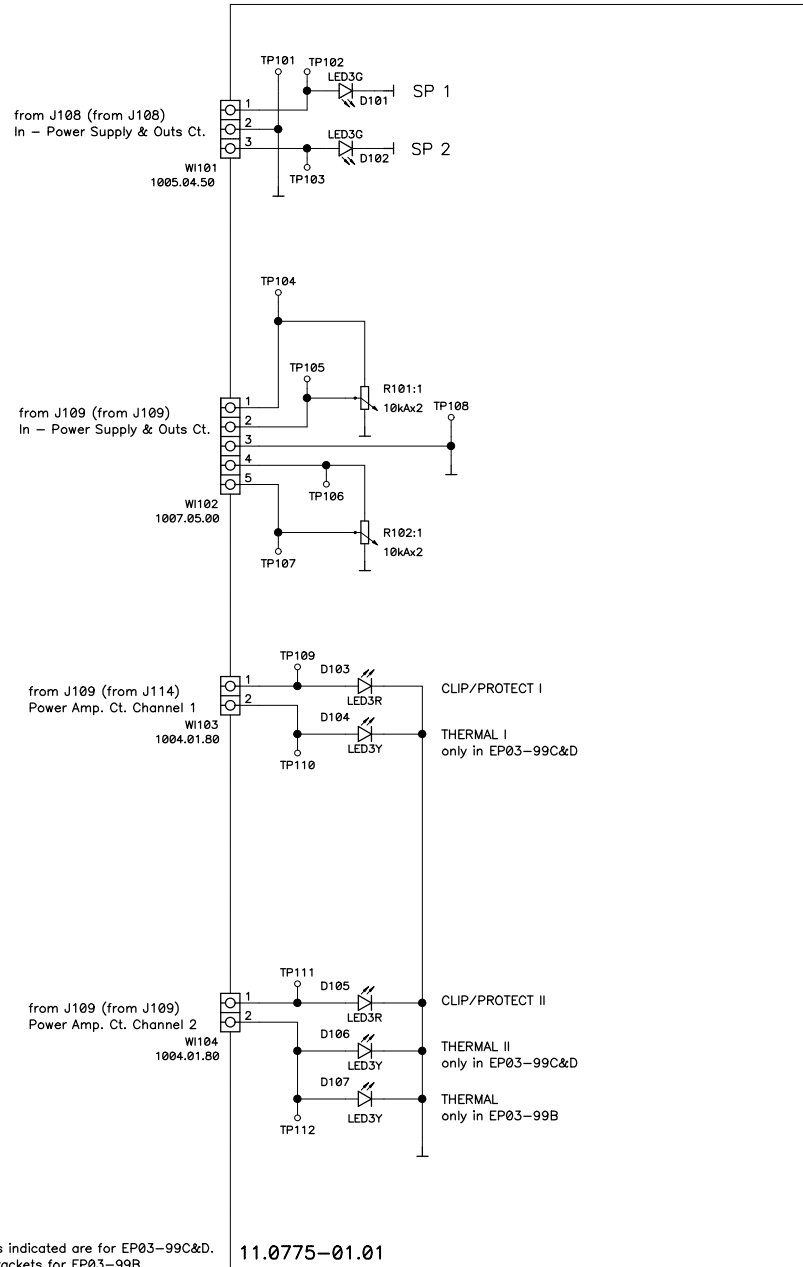 TP101
TP102
LED3G
D101
SP 1
from J108 (from J108)
In - Power Supply & Outs Ct.
1
2
3
LED3G
D102
SP 2
WI101
1005.04.50
TP103
TP104
TP105
R101:1
10kAx2
TP108
from J109 (from J109)
In - Power Supply & Outs Ct.
1
2
3
4
5
WI102
1007.05.00
TP106
R102:1
10kAx2
TP107
TP109
D103
LED3R
CLIP/PROTECT I
from J109 (from J114)
Power Amp. Ct. Channel 1
1
2
WI103
1004.01.80
D104
LED3Y
THERMAL I
only in EP03-99C&D
TP110
TP111
D105
LED3R
CLIP/PROTECT II
from J109 (from J109)
Power Amp. Ct. Channel 2
1
2
WI104
1004.01.80
D106
LED3Y
THERMAL II
only in EP03-99C&D
D107
LED3Y
THERMAL
only in EP03-99B
TP112
s indicated are for EP03-99C&D.
rackets for EP03-99B
11.0775-01.01